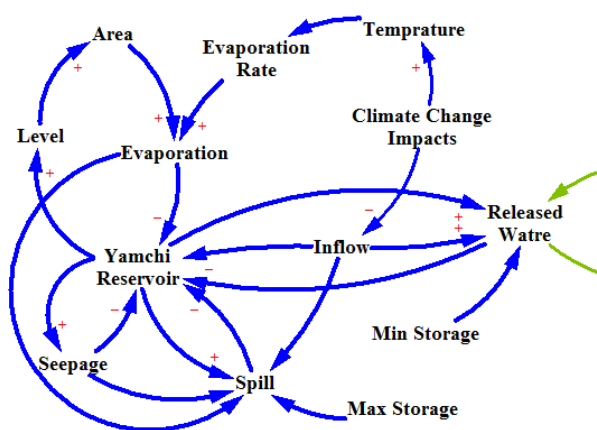 Area
Evaporation
Rate
Temprature
+
+
Level
+
+
Evaporation
+
Climate Change
Impacts
+
−
−
Released
Watre
+
+
Yamchi
Reservoir
Inflow
−
−
−
+
Seepage
+
Spill
Min Storage
Max Storage